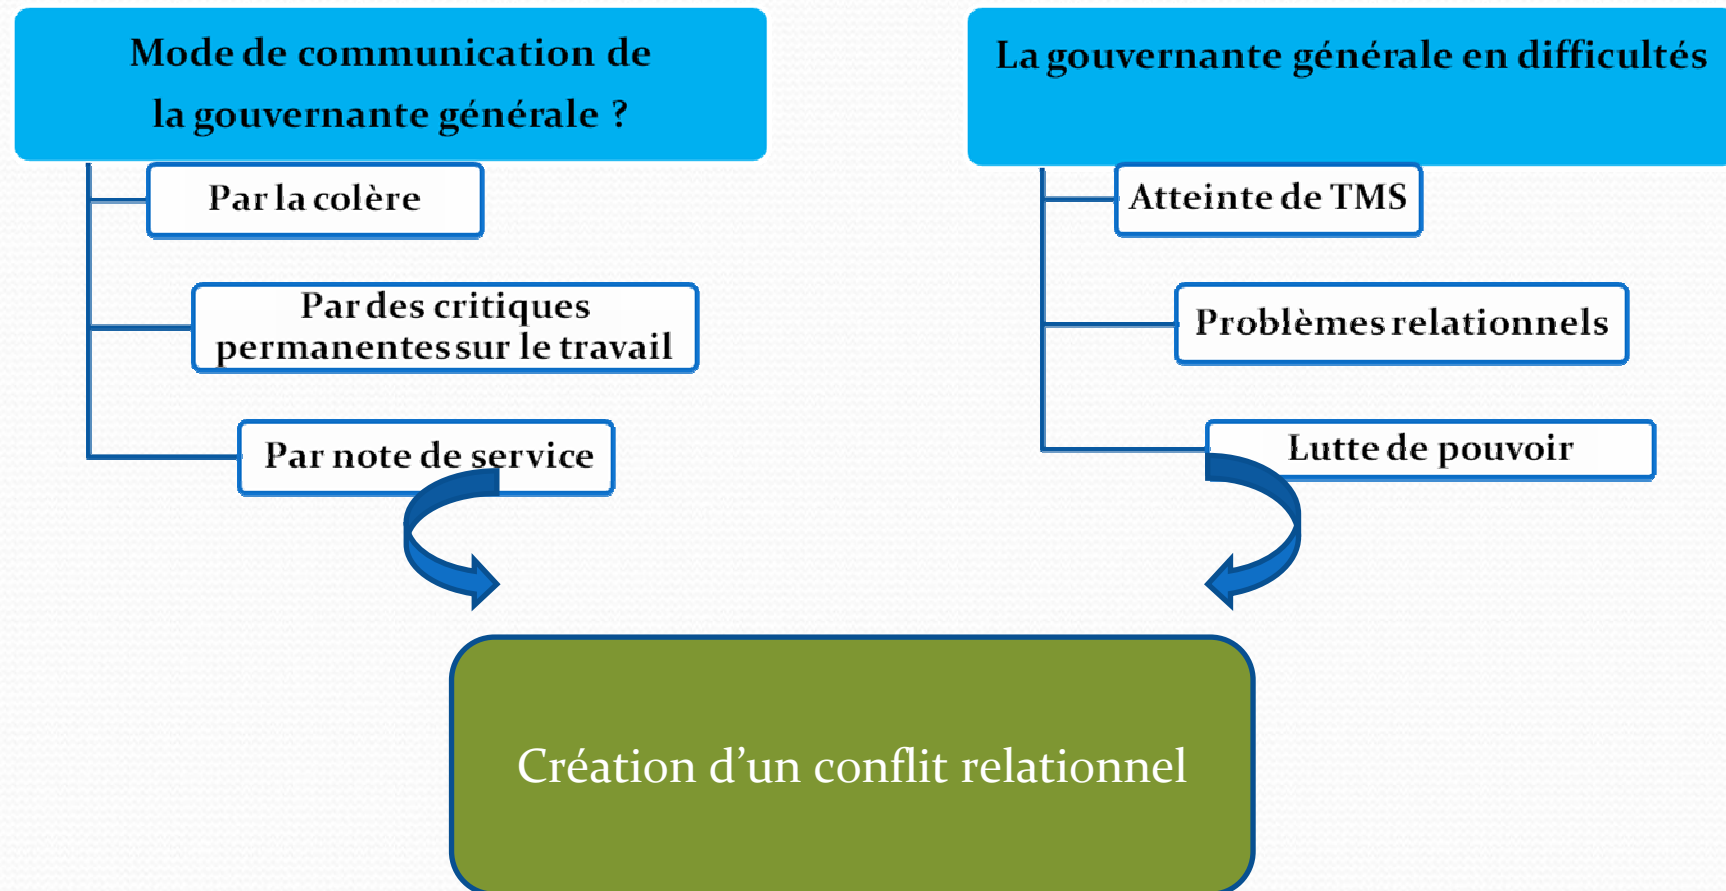 Mode de communication de
la gouvernante générale ?
Par la colère
Par des critiques
permanentes sur le travail
Par note de service
La gouvernante générale en difficultés
Atteinte de TMS
Problèmes relationnels
Lutte de pouvoir
Création d’un conflit relationnel